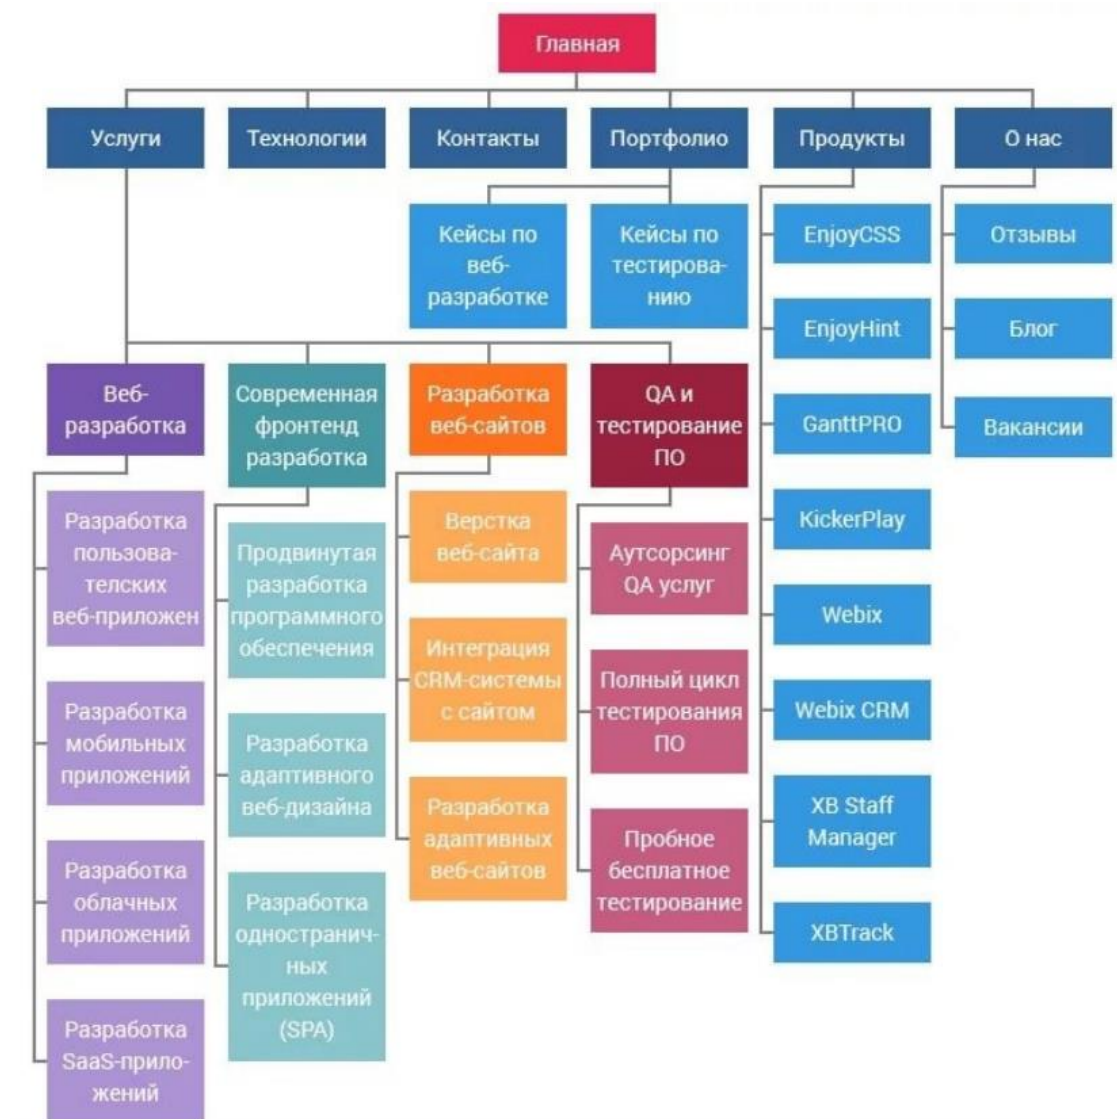 Главная
Услуги
Технологии
Контакты
Портфолио
Продукты
О нас
Кейсы по
веб-
разработке
Кейсы по
тестирова-
нию
EnjoyCSS
EnjoyHint
GanttPRO
KickerPlay
Webix
Webix CRM
XB Staff
Manager
XBTrack
Отзывы
Блог
Вакансии
Веб-
разработка
Разработка
пользова-
телских
веб-приложен
Разработка
мобильных
приложений
Разработка
облачных
приложений
Разработка
SaaS-прило-
жений
Современная
фронтенд
разработка
Продвинутая
разработка
программного
обеспечения
Разработка
адаптивного
веб-дизайна
Разработка
одностранич-
ных
приложений
(SPA)
Разработка
веб-сайтов
Верстка
веб-сайта
Интеграция
CRM-системы
с сайтом
Разработка
адаптивных
веб-сайтов
QA и
тестирование
ПО
Аутсорсинг
QA услуг
Полный цикл
тестирования
ПО
Пробное
бесплатное
тестирование